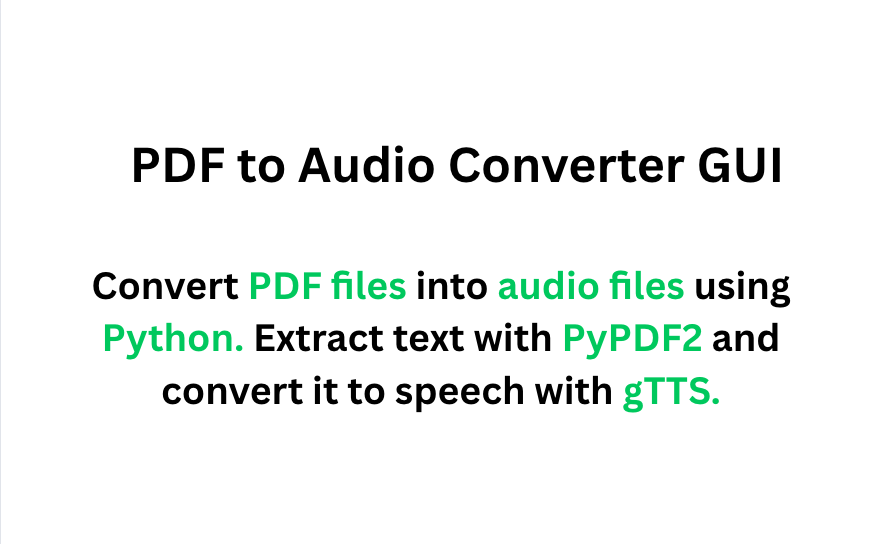 PDF to Audio Converter GUI
Convert PDF files into audio files using
Python. Extract text with PyPDF2 and
convert it to speech with gTTS.